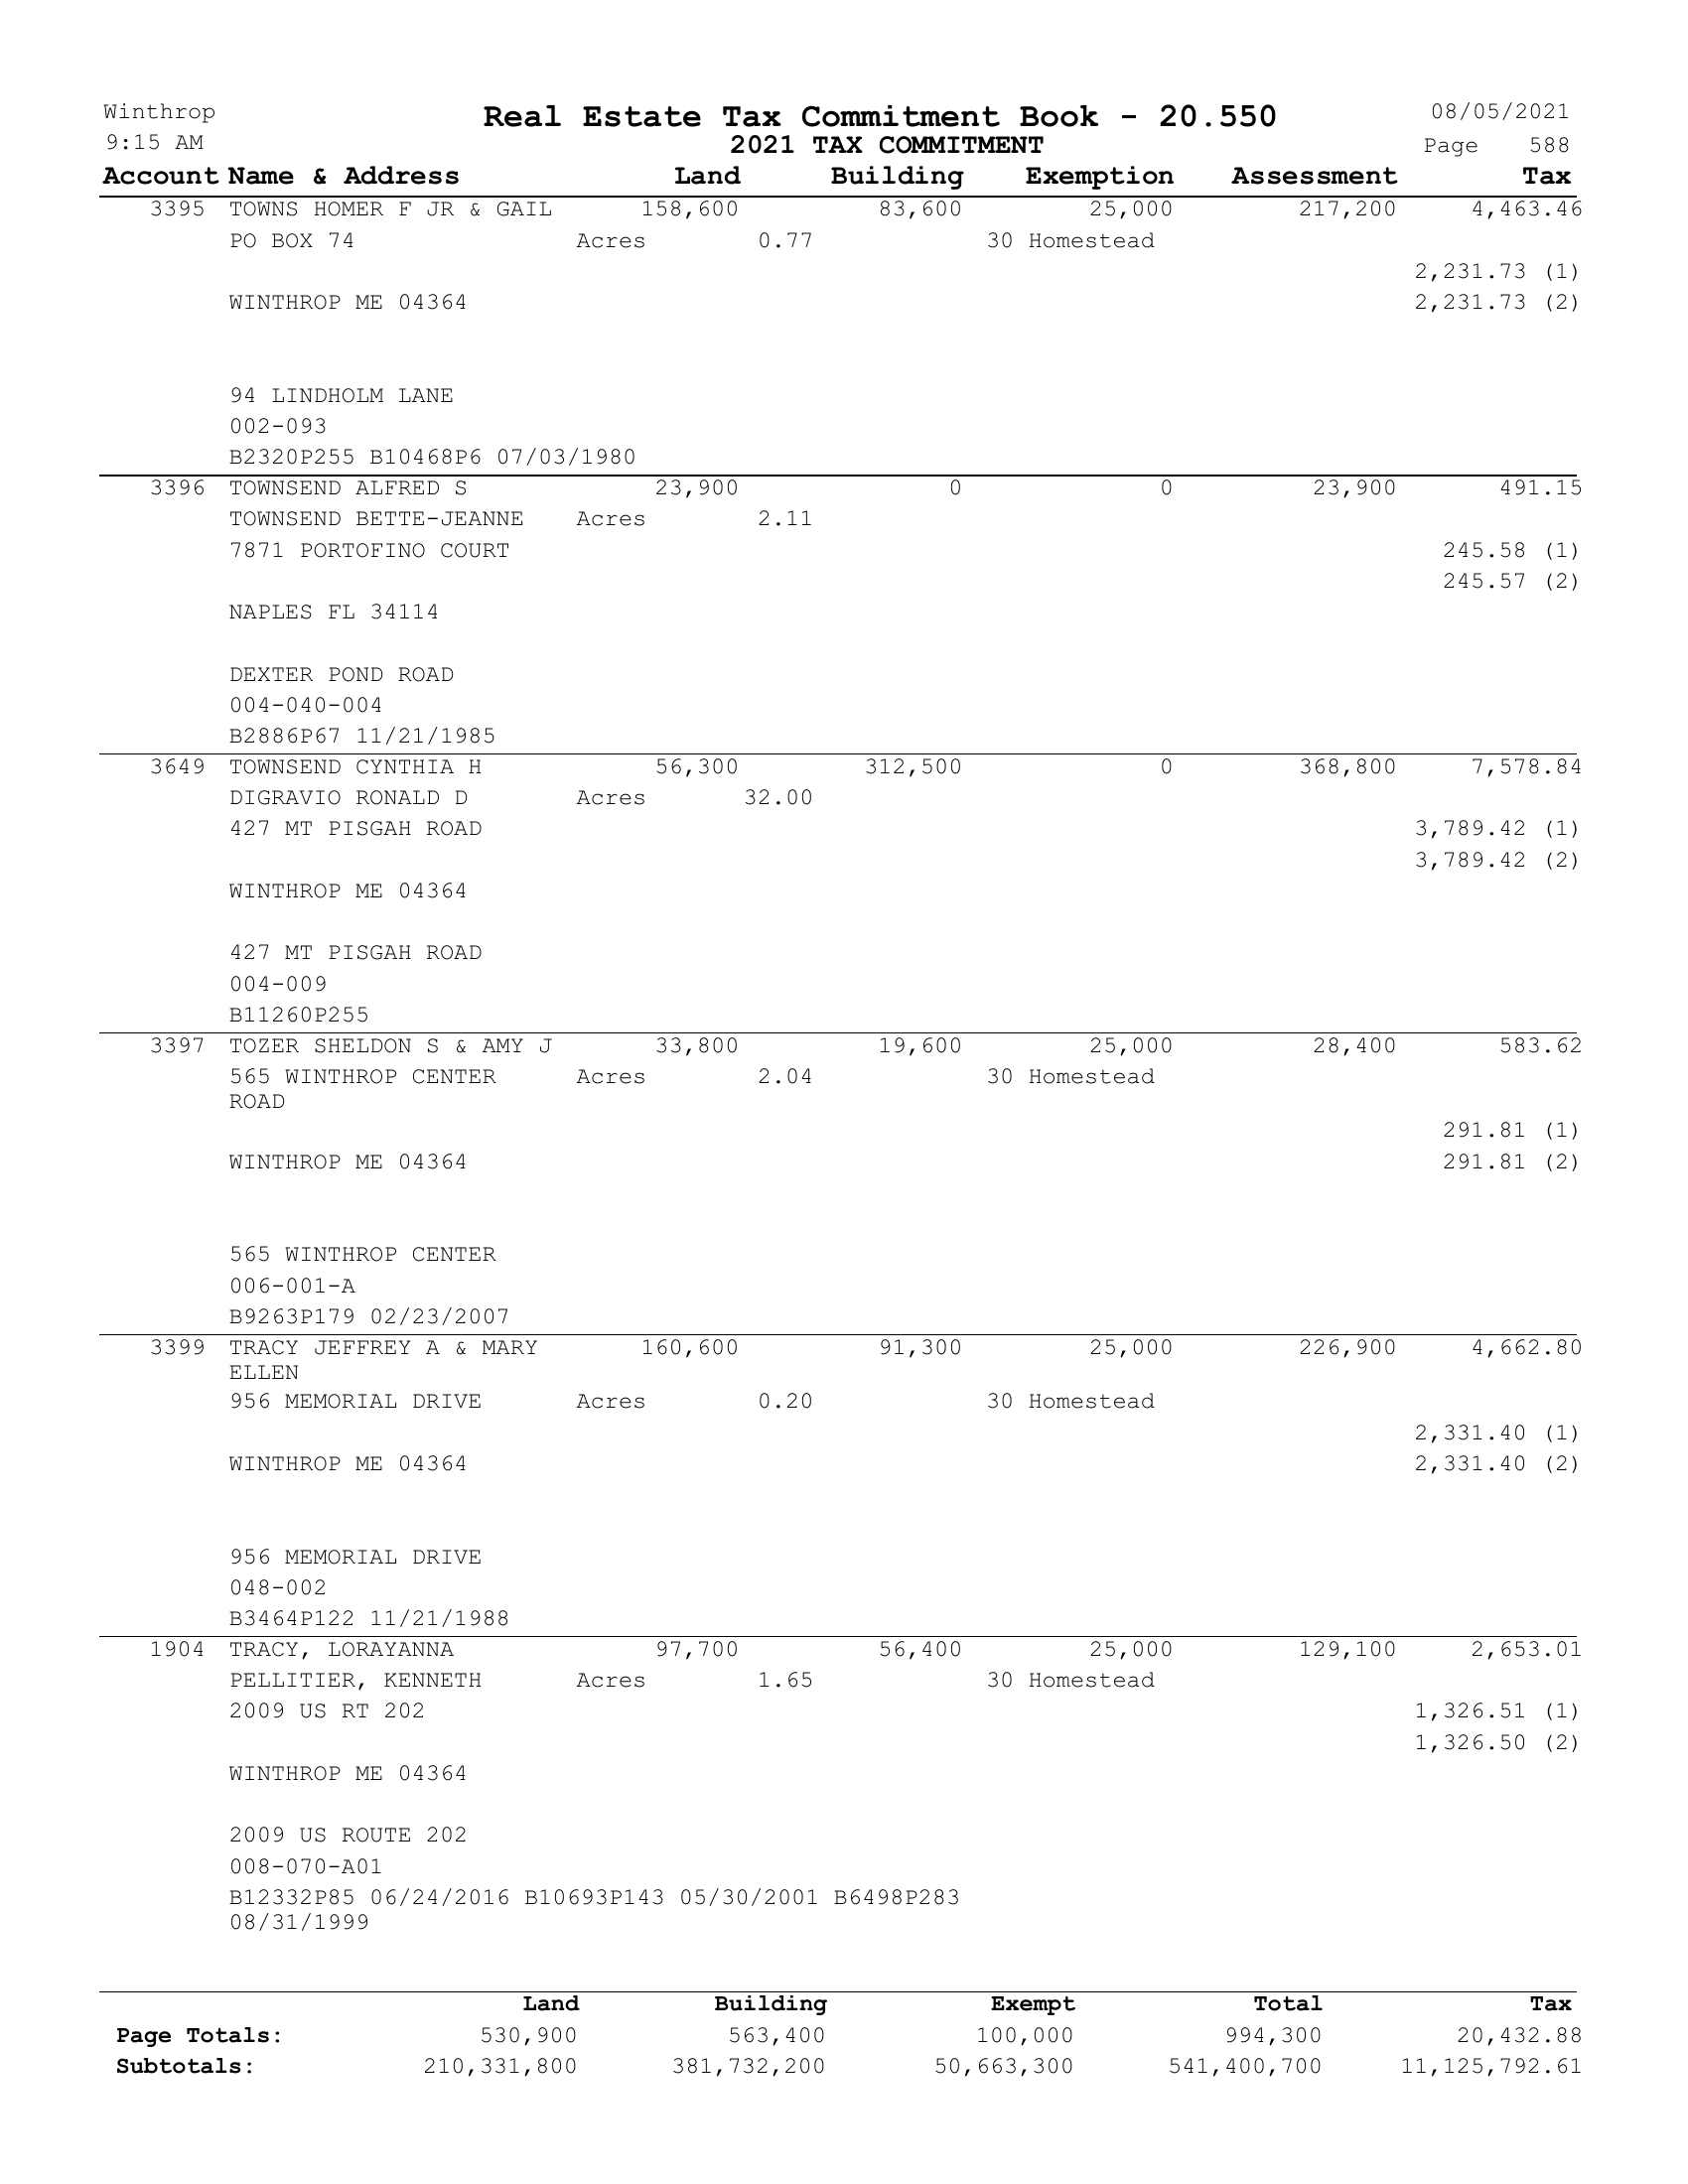 Winthrop Real Estate Tax Commitment Book - 20.550 08/05/2021
9:15 AM 2021 TAX COMMITMENT Page 588
Account Name & Address Land Building Exemption Assessment Tax
3395 TOWNS HOMER F JR & GAIL 158,600 83,600 25,000 217,200 4,463.46
PO BOX 74 Acres 0.77 30 Homestead
2,231.73 (1)
WINTHROP ME 04364 2,231.73 (2)
94 LINDHOLM LANE
002-093
B2320P255 B10468P6 07/03/1980
3396 TOWNSEND ALFRED S 23,900 0 0 23,900 491.15
TOWNSEND BETTE-JEANNE Acres 2.11
7871 PORTOFINO COURT 245.58 (1)
245.57 (2)
NAPLES FL 34114
DEXTER POND ROAD
004-040-004
B2886P67 11/21/1985
3649 TOWNSEND CYNTHIA H 56,300 312,500 0 368,800 7,578.84
DIGRAVIO RONALD D Acres 32.00
427 MT PISGAH ROAD 3,789.42 (1)
3,789.42 (2)
WINTHROP ME 04364
427 MT PISGAH ROAD
004-009
B11260P255
3397 TOZER SHELDON S & AMY J 33,800 19,600 25,000 28,400 583.62
565 WINTHROP CENTER Acres 2.04 30 Homestead
ROAD
291.81 (1)
WINTHROP ME 04364 291.81 (2)
565 WINTHROP CENTER
006-001-A
B9263P179 02/23/2007
3399 TRACY JEFFREY A & MARY 160,600 91,300 25,000 226,900 4,662.80
ELLEN
956 MEMORIAL DRIVE Acres 0.20 30 Homestead
2,331.40 (1)
WINTHROP ME 04364 2,331.40 (2)
956 MEMORIAL DRIVE
048-002
B3464P122 11/21/1988
1904 TRACY, LORAYANNA 97,700 56,400 25,000 129,100 2,653.01
PELLITIER, KENNETH Acres 1.65 30 Homestead
2009 US RT 202 1,326.51 (1)
1,326.50 (2)
WINTHROP ME 04364
2009 US ROUTE 202
008-070-A01
B12332P85 06/24/2016 B10693P143 05/30/2001 B6498P283
08/31/1999
Land Building Exempt Total Tax
Page Totals: 530,900 563,400 100,000 994,300 20,432.88
Subtotals: 210,331,800 381,732,200 50,663,300 541,400,700 11,125,792.61